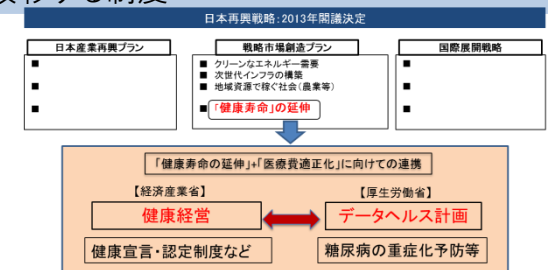 日本再興戦略:2013年閣議決定
日本産業再興プラン
■
■
■
戦略市場創造プラン
■ クリーンなエネルギー需要
■ 次世代インフラの構築
■ 地域資源で稼ぐ社会(農業等)
■「健康寿命」の延伸
国際展開戦略
■
■
■
「健康寿命の延伸」+「医療費適正化」に向けての連携
【経済産業省】
健康経営
健康宣言・認定制度など
【厚生労働省】
データヘルス計画
糖尿病の重症化予防等